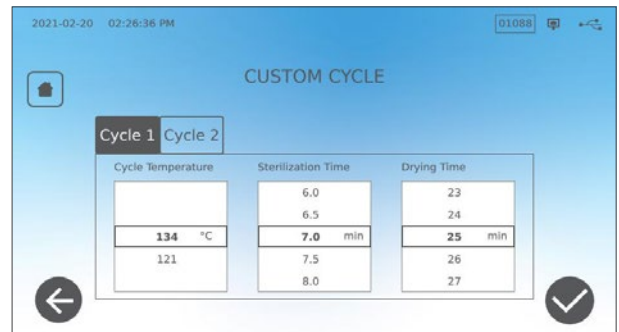 2021-02-20 02:26:36 PM 01088
CUSTOM CYCLE
Cycle 1 Cycle 2
Cycle Temperature Sterilization Time Drying Time
6.0 23
6.5 24
134 °C 7.0 min 25 min
121 7.5 26
8.0 27